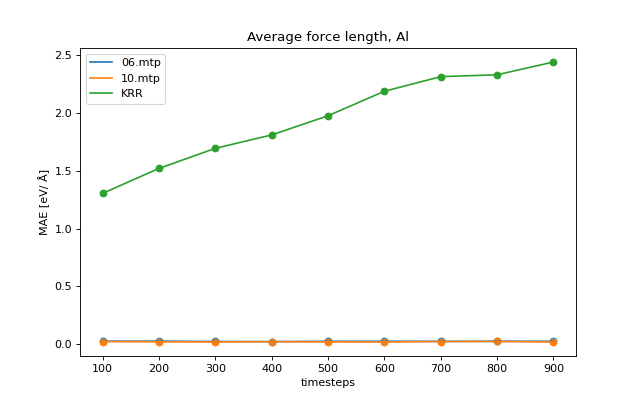 Average force length, Al
06.mtp
10.mtp
KRR
MAE [eV/ Å]
2.5
2.0
1.5
1.0
0.5
0.0
100 200 300 400 500 600 700 800 900
timesteps